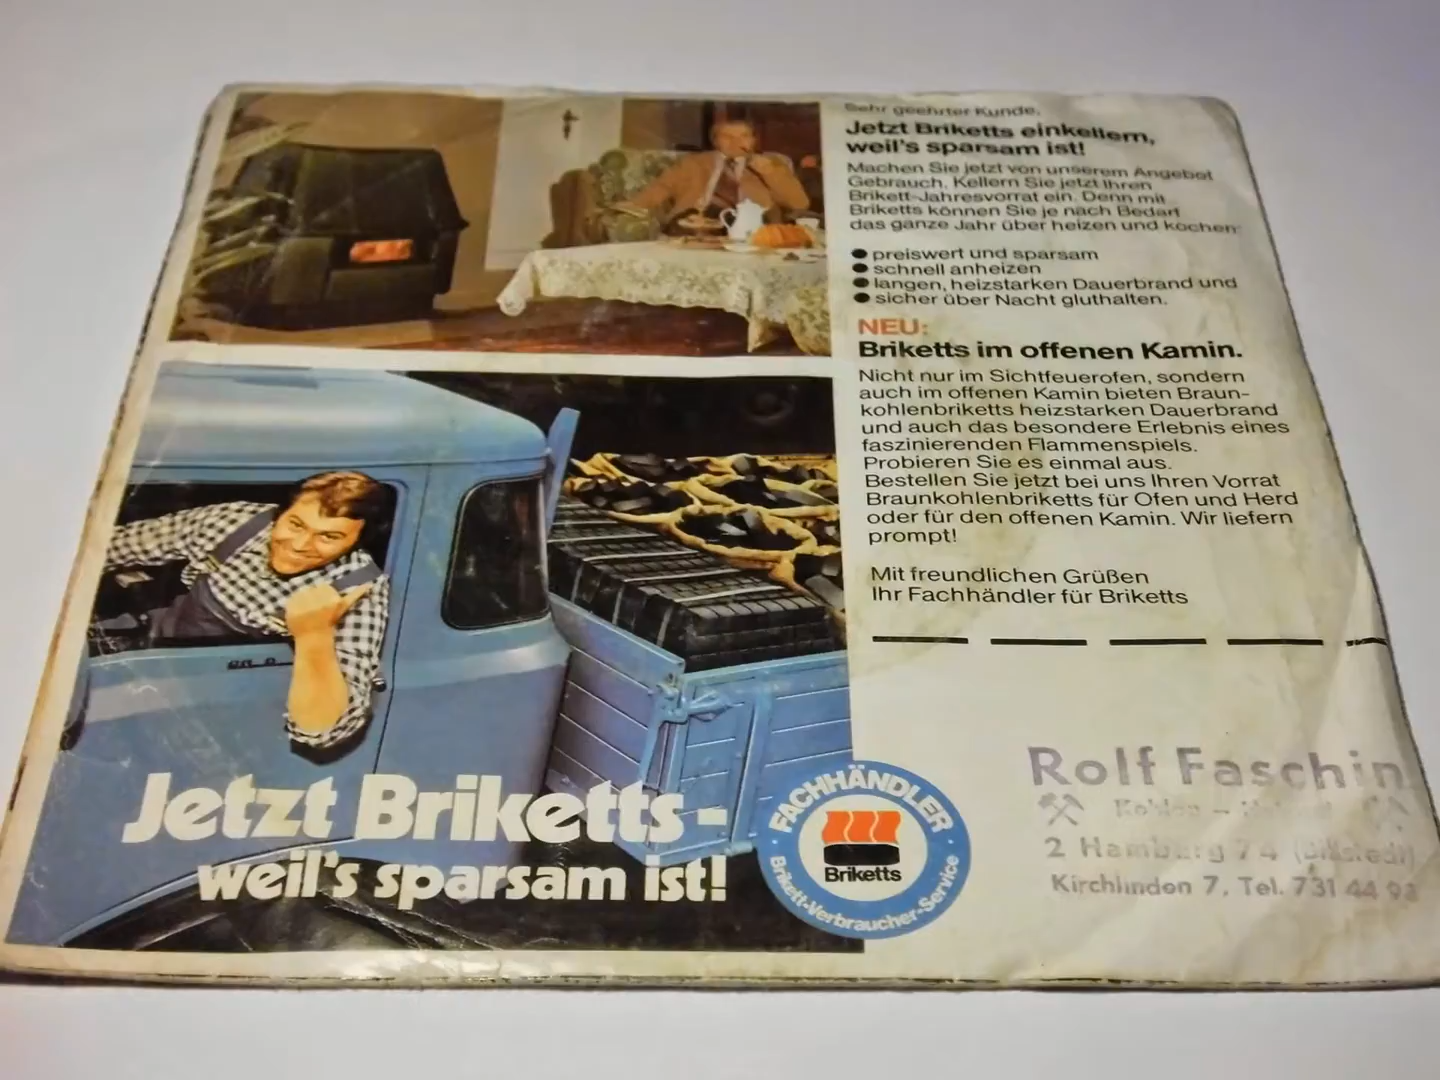 Sehr geehrter Kunde,
Jetzt Briketts einkellern,
weil's sparsam ist!
Machen Sie jetzt von unserem Angebot
Gebrauch. Kellern Sie jetzt Ihren
Brikett-Jahresvorrat ein. Denn mit
Briketts können Sie je nach Bedarf
das ganze Jahr über heizen und kochen:
● preiswert und sparsam
● schnell anheizen
● langen, heizstarken Dauerbrand und
● sicher über Nacht gluthalten.
NEU:
Briketts im offenen Kamin.
Nicht nur im Sichtfeuerofen, sondern
auch im offenen Kamin bieten Braun-
kohlenbriketts heizstarken Dauerbrand
und auch das besondere Erlebnis eines
faszinierenden Flammenspiels.
Probieren Sie es einmal aus.
Bestellen Sie jetzt bei uns Ihren Vorrat
Braunkohlenbriketts für Ofen und Herd
oder für den offenen Kamin. Wir liefern
prompt!
Mit freundlichen Grüßen
Ihr Fachhändler für Briketts
Jetzt Briketts-
weil's sparsam ist!
FACHHÄNDLER
Briketts
Brikett-Verbraucher-Service
Rolf Faschin
Kohlen –
2 Hamburg 74 (Billstedt)
Kirchlinden 7, Tel. 731 44 93